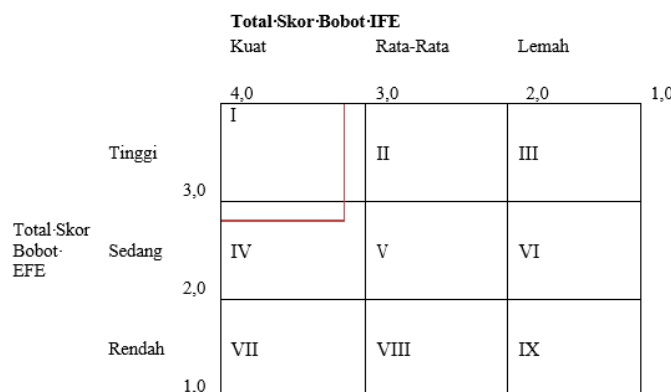 Total·Skor·Bobot·IFE
Kuat Rata-Rata Lemah
4,0 3,0 2,0 1,0
I
Tinggi II III
3,0
Total·Skor
Bobot·
EFE
Sedang IV V VI
2,0
Rendah VII VIII IX
1,0